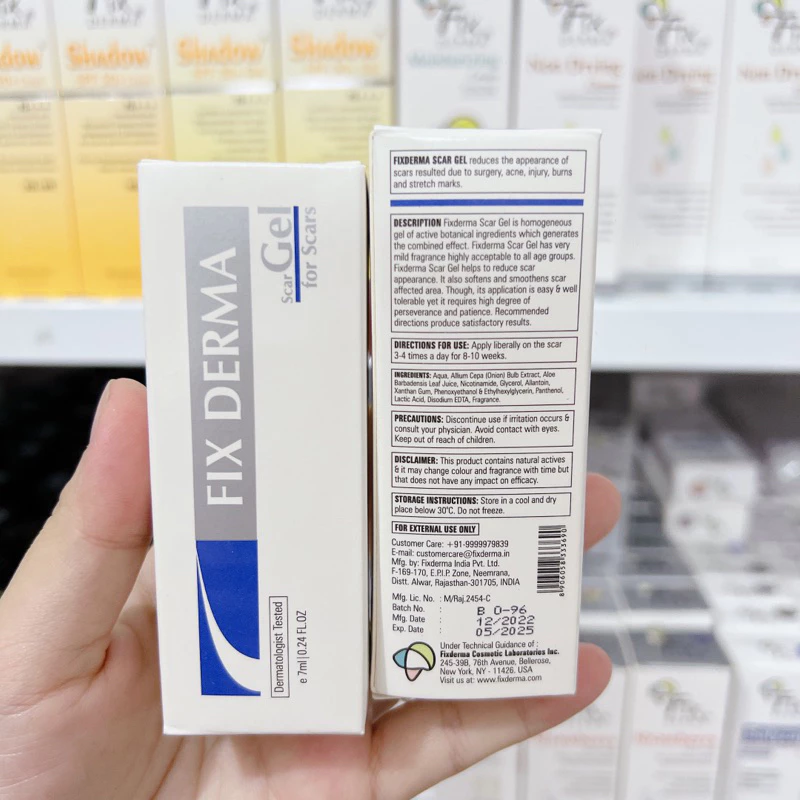 Shadow
Shadow
Shadow
Shadow
Fix
DERMA
Non Drying
FIX DERMA
Scar Gel
for Scars
Dermatologist Tested
e 7ml|0.24 FL.OZ
FIXDERMA SCAR GEL reduces the appearance of
scars resulted due to surgery, acne, injury, burns
and stretch marks.
DESCRIPTION Fixderma Scar Gel is homogeneous
gel of active botanical ingredients which generates
the combined effect. Fixderma Scar Gel has very
mild fragrance highly acceptable to all age groups.
Fixderma Scar Gel helps to reduce scar
appearance. It also softens and smoothens scar
affected area. Though, its application is easy & well
tolerable yet it requires high degree of
perseverance and patience. Recommended
directions produce satisfactory results.
DIRECTIONS FOR USE: Apply liberally on the scar
3-4 times a day for 8-10 weeks.
INGREDIENTS: Aqua, Allium Cepa (Onion) Bulb Extract, Aloe
Barbadensis Leaf Juice, Nicotinamide, Glycerol, Allantoin,
Xanthan Gum, Phenoxyethanol & Ethylhexylglycerin, Panthenol,
Lactic Acid, Disodium EDTA, Fragrance.
PRECAUTIONS: Discontinue use if irritation occurs &
consult your physician. Avoid contact with eyes.
Keep out of reach of children.
DISCLAIMER: This product contains natural actives
& it may change colour and fragrance with time but
that does not have any impact on efficacy.
STORAGE INSTRUCTIONS: Store in a cool and dry
place below 30°C. Do not freeze.
FOR EXTERNAL USE ONLY
Customer Care: +91-9999979839
E-mail: customercare@fixderma.in
Mfg. by: Fixderma India Pvt. Ltd.
F-169-170, E.P.I.P. Zone, Neemrana,
Distt. Alwar, Rajasthan-301705, INDIA
Mfg. Lic. No. : M/Raj.2454-C
Batch No. : B 0-96
Mfg. Date : 12/2022
Exp. Date : 05/2025
8 906058 333690
Under Technical Guidance of :
Fixderma Cosmetic Laboratories Inc.
245-39B, 76th Avenue, Bellerose,
New York, NY - 11426. USA
Visit us at: www.fixderma.com